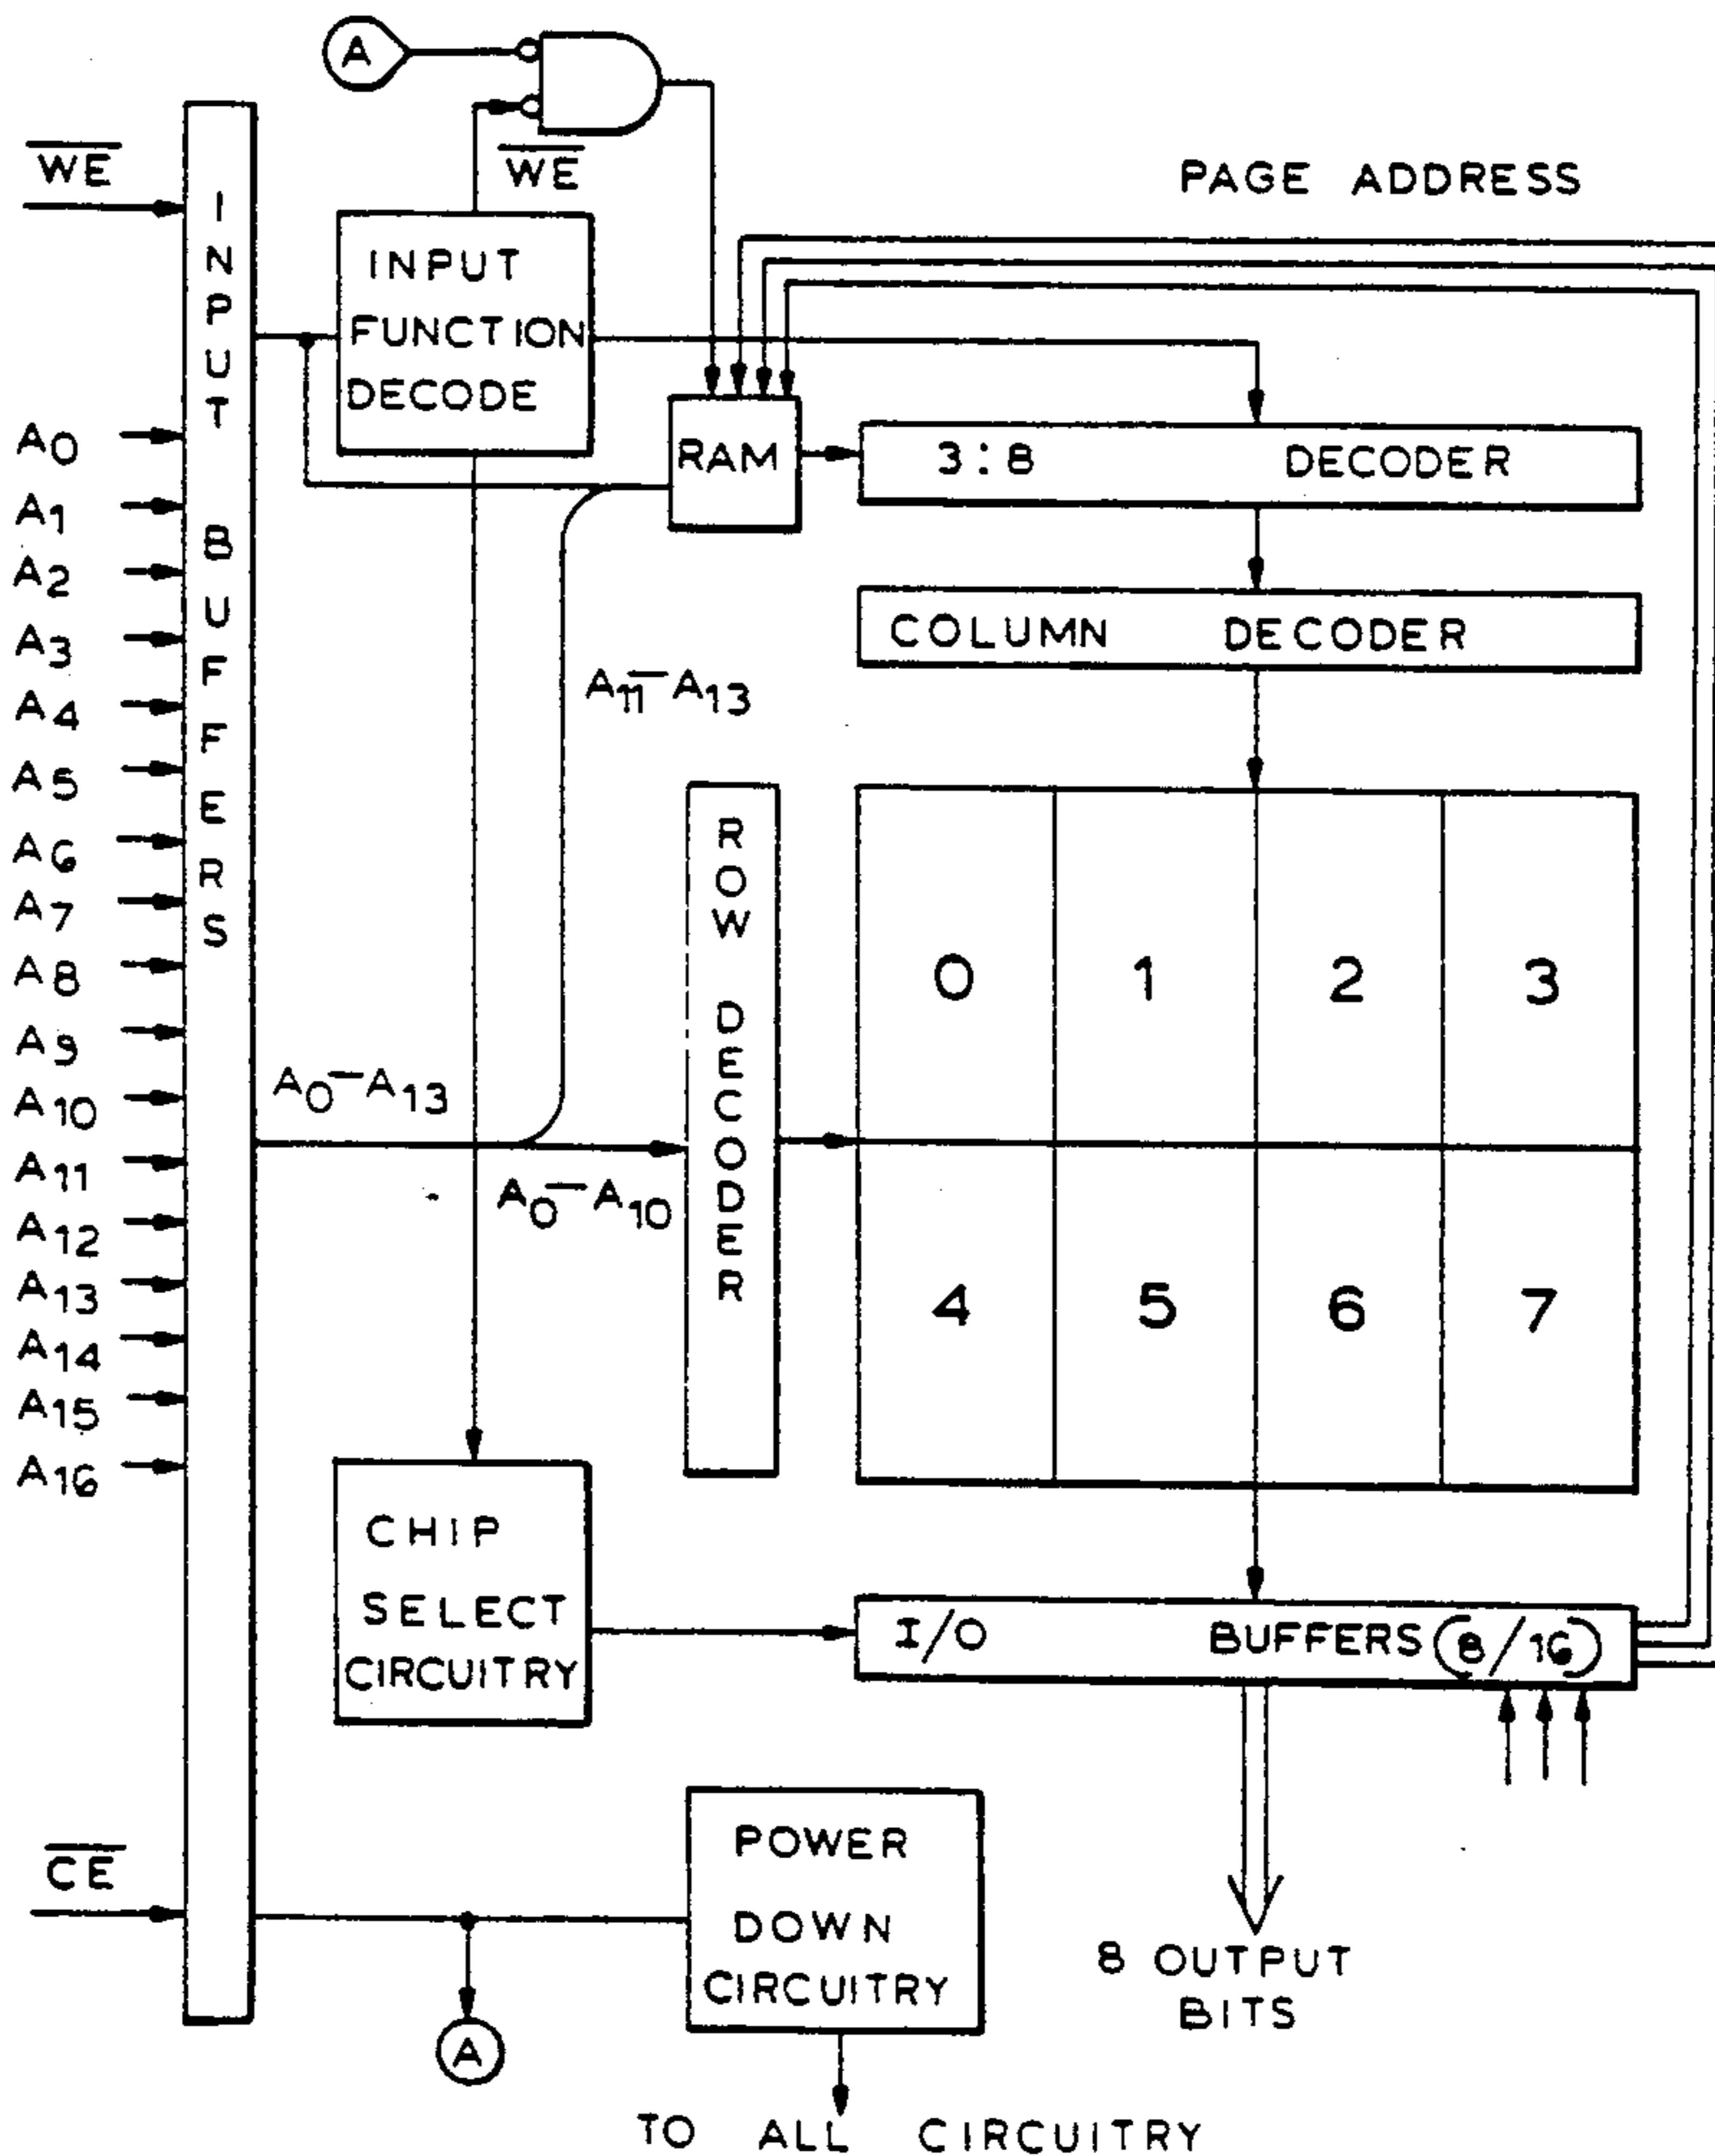 A
W̅E̅
W̅E̅
PAGE ADDRESS
INPUT BUFFERS
INPUT
FUNCTION
DECODE
RAM
3:8 DECODER
COLUMN DECODER
A0
A1
A2
A3
A4
A5
A6
A7
A8
A9
A10
A11
A12
A13
A14
A15
A16
A11—A13
A0—A13
A0—A10
ROW DECODER
0 1 2 3
4 5 6 7
CHIP
SELECT
CIRCUITRY
I/O BUFFERS (8/16)
C̅E̅
POWER
DOWN
CIRCUITRY
8 OUTPUT
BITS
A
TO ALL CIRCUITRY